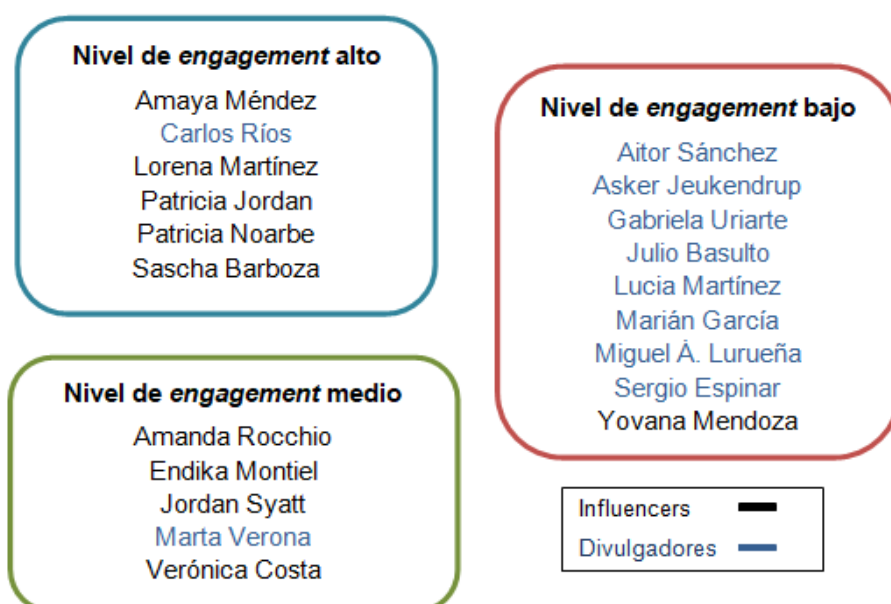 Nivel de engagement alto
Amaya Méndez
Carlos Ríos
Lorena Martínez
Patricia Jordan
Patricia Noarbe
Sascha Barboza
Nivel de engagement medio
Amanda Rocchio
Endika Montiel
Jordan Syatt
Marta Verona
Verónica Costa
Nivel de engagement bajo
Aitor Sánchez
Asker Jeukendrup
Gabriela Uriarte
Julio Basulto
Lucia Martínez
Marián García
Miguel Á. Lurueña
Sergio Espinar
Yovana Mendoza
Influencers
Divulgadores